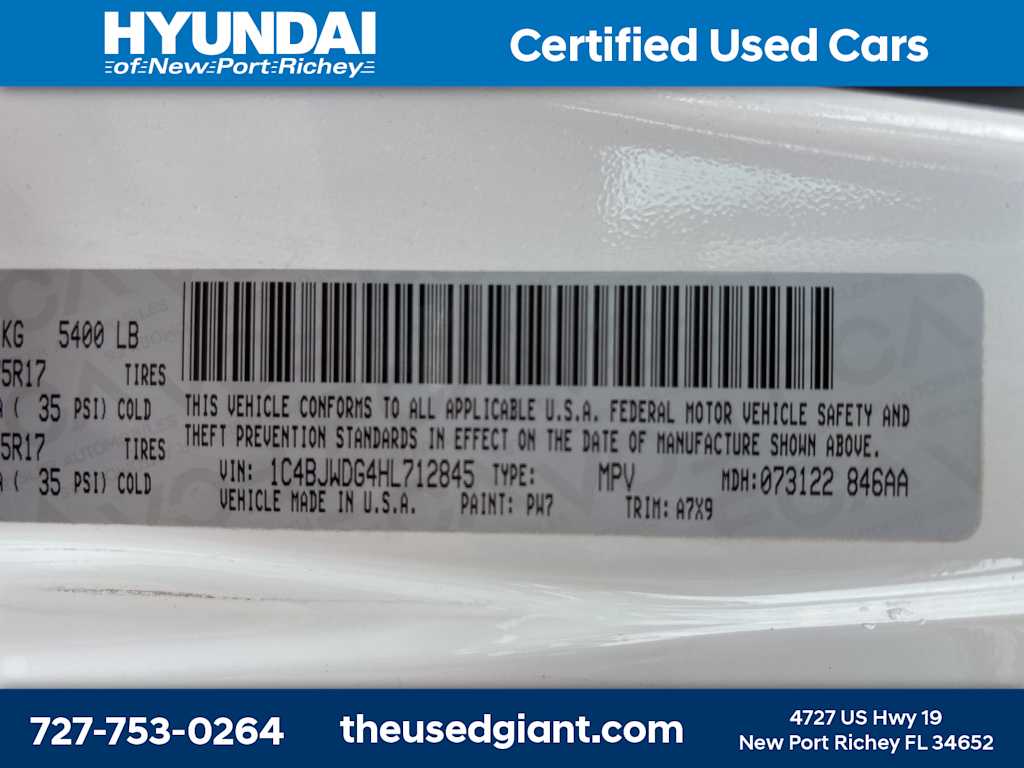 HYUNDAI
of New Port Richey
Certified Used Cars
KG 5400 LB
5R17 TIRES
( 35 PSI) COLD
5R17 TIRES
( 35 PSI) COLD
THIS VEHICLE CONFORMS TO ALL APPLICABLE U.S.A. FEDERAL MOTOR VEHICLE SAFETY AND
THEFT PREVENTION STANDARDS IN EFFECT ON THE DATE OF MANUFACTURE SHOWN ABOVE.
VIN: 1C4BJWDG4HL712845 TYPE: MPV MDH: 073122 846AA
VEHICLE MADE IN U.S.A. PAINT: PW7 TRIM: A7X9
727-753-0264
theusedgiant.com
4727 US Hwy 19
New Port Richey FL 34652